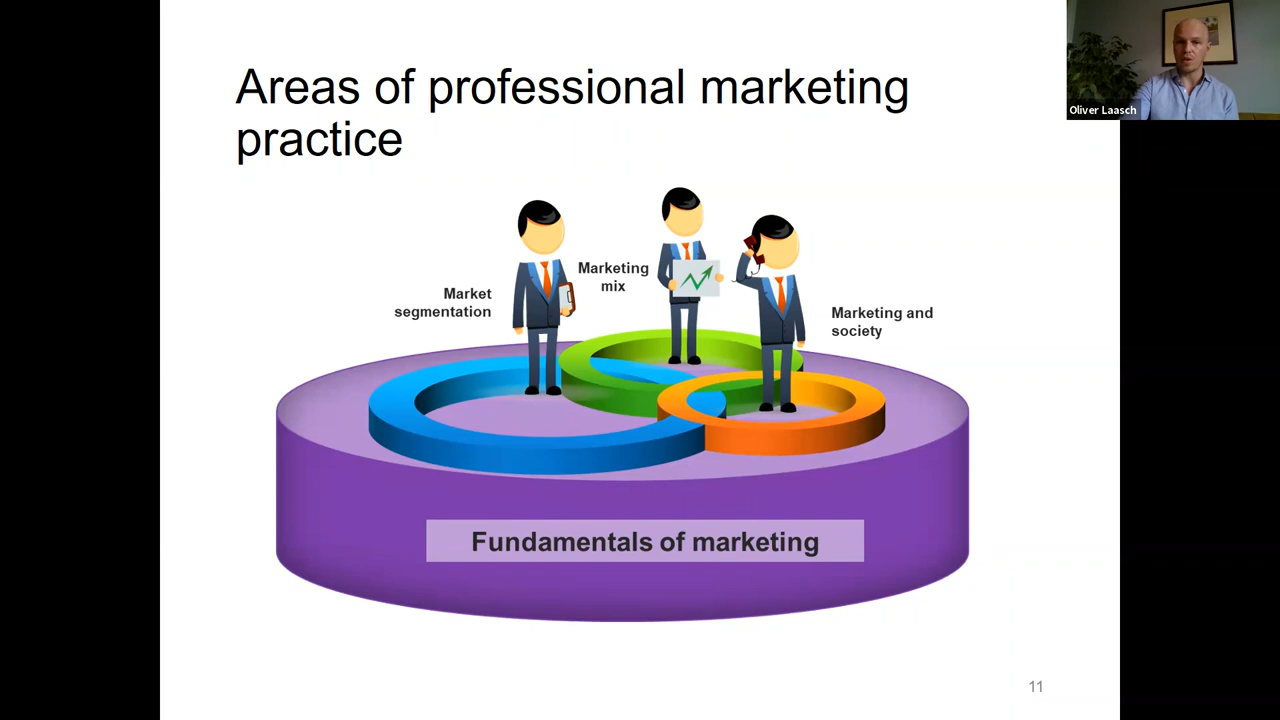 Areas of professional marketing
practice
Oliver Laasch
Marketing
mix
Market
segmentation
Marketing and
society
Fundamentals of marketing
11